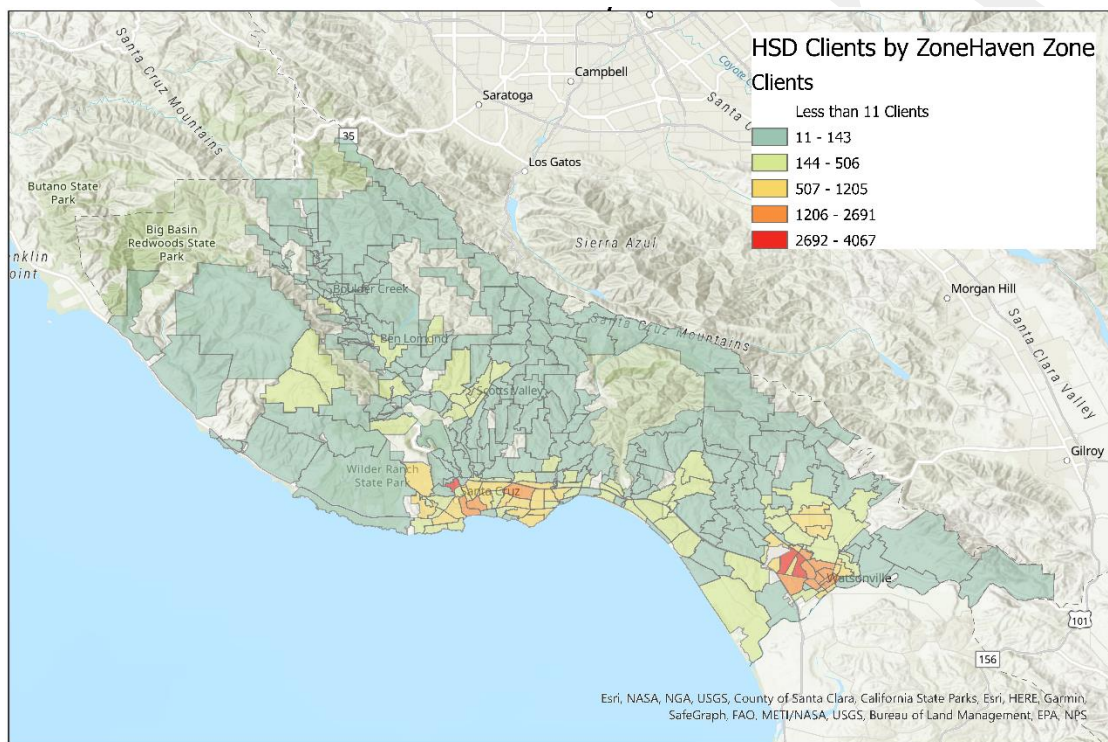 HSD Clients by ZoneHaven Zone
Clients
Less than 11 Clients
11 - 143
144 - 506
507 - 1205
1206 - 2691
2692 - 4067
Santa Cruz
Mountains
Campbell
Saratoga
35
Los Gatos
Butano State
Park
Big Basin
Redwoods State
Park
Sierra Azul
Morgan Hill
Boulder Creek
Santa Cruz Mountains
Ben Lomond
Santa Clara Valley
Scotts Valley
Gilroy
Wilder Ranch
State Park
Santa Cruz
Watsonville
101
156
Esri, NASA, NGA, USGS, County of Santa Clara, California State Parks, Esri, HERE, Garmin,
SafeGraph, FAO, METI/NASA, USGS, Bureau of Land Management, EPA, NPS